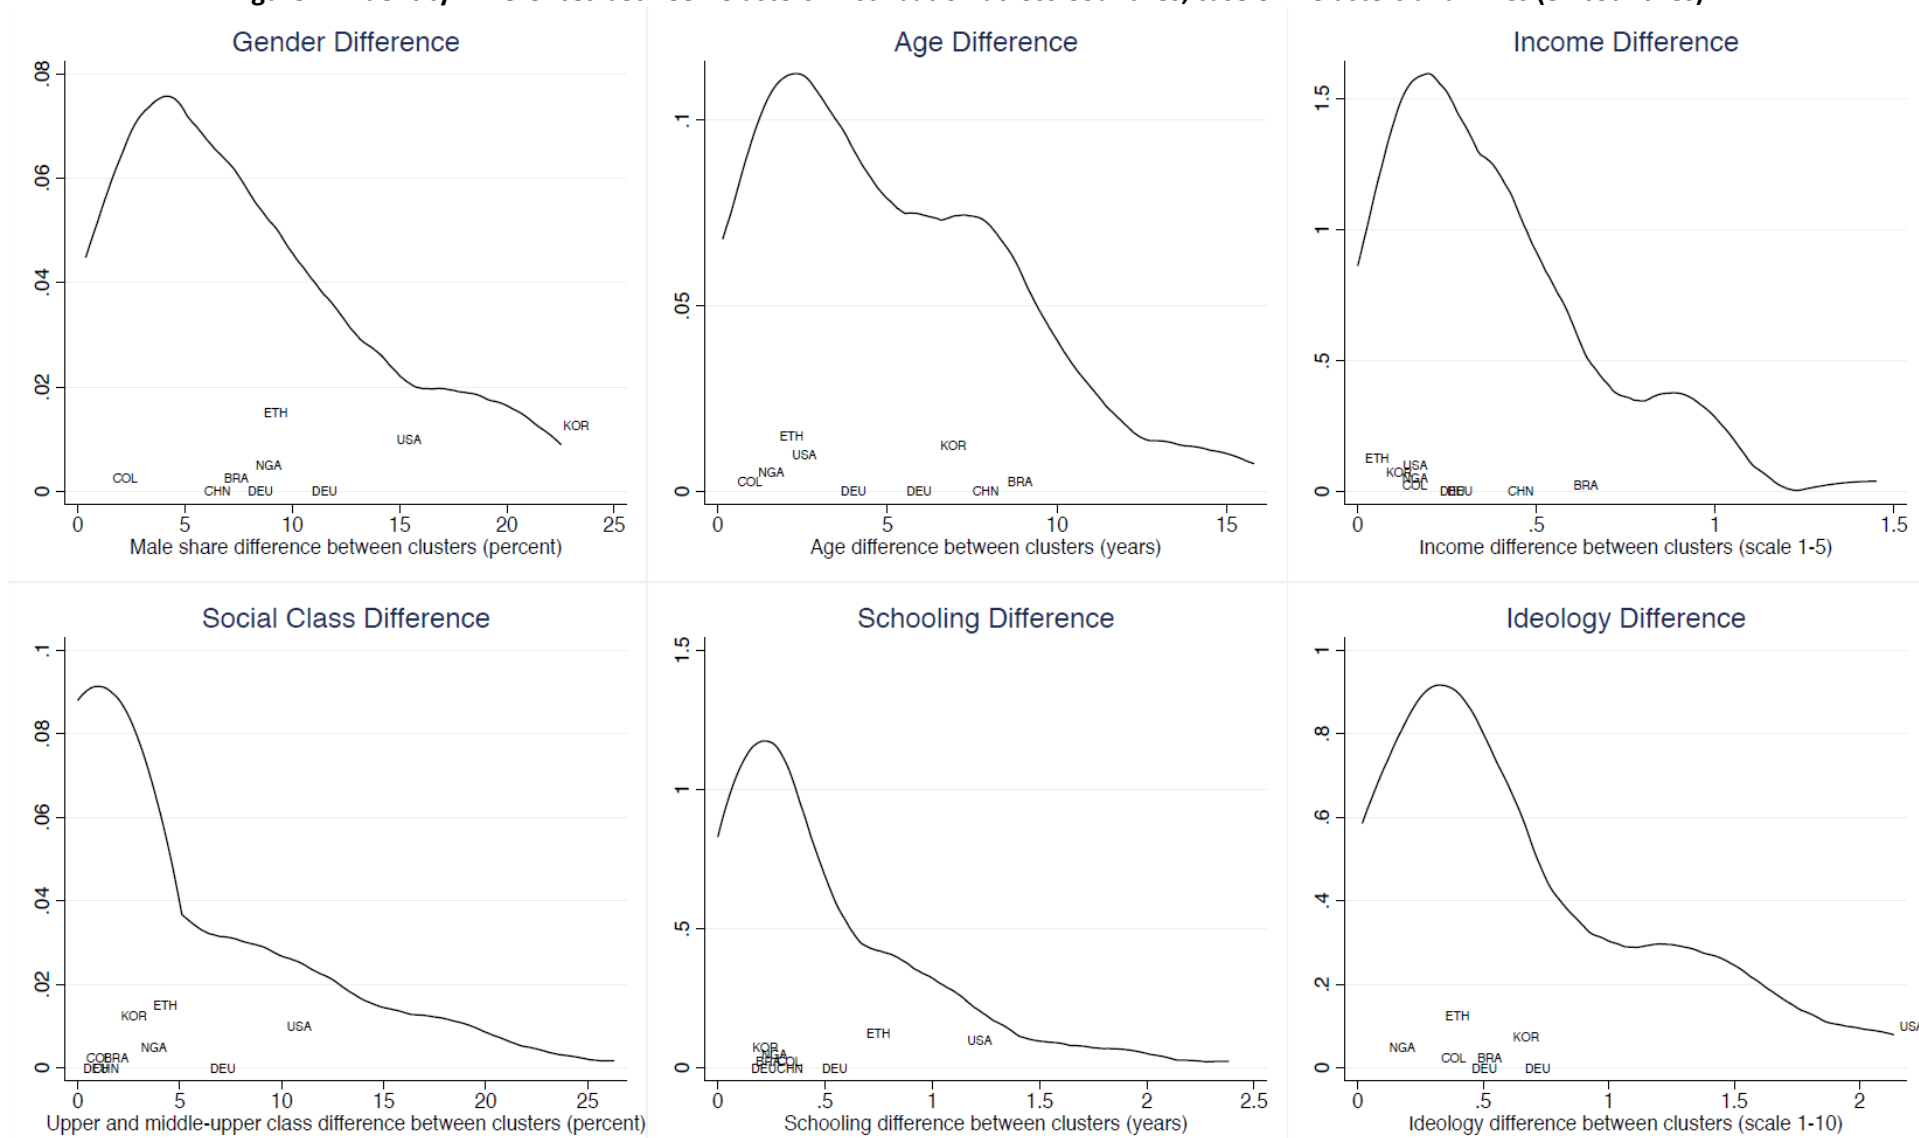 Gender Difference
.08
.06
.04
.02
0
ETH
KOR
USA
NGA
COL
BRA
CHN
DEU
DEU
0 5 10 15 20 25
Male share difference between clusters (percent)
Age Difference
.1
.05
0
ETH
KOR
USA
NGA
COL
BRA
DEU
DEU
CHN
0 5 10 15
Age difference between clusters (years)
Income Difference
1.5
1
.5
0
ETH
USA
KOR
NGA
COL
BRA
DEU
CHN
0 .5 1 1.5
Income difference between clusters (scale 1-5)
Social Class Difference
.1
.08
.06
.04
.02
0
ETH
KOR
USA
NGA
BRA
DEU
0 5 10 15 20 25
Upper and middle-upper class difference between clusters (percent)
Schooling Difference
1.5
1
.5
0
ETH
USA
KOR
NGA
COL
DEU
CHN
DEU
0 .5 1 1.5 2 2.5
Schooling difference between clusters (years)
Ideology Difference
1
.8
.6
.4
.2
0
ETH
USA
KOR
NGA
COL
BRA
DEU
DEU
0 .5 1 1.5 2
Ideology difference between clusters (scale 1-10)